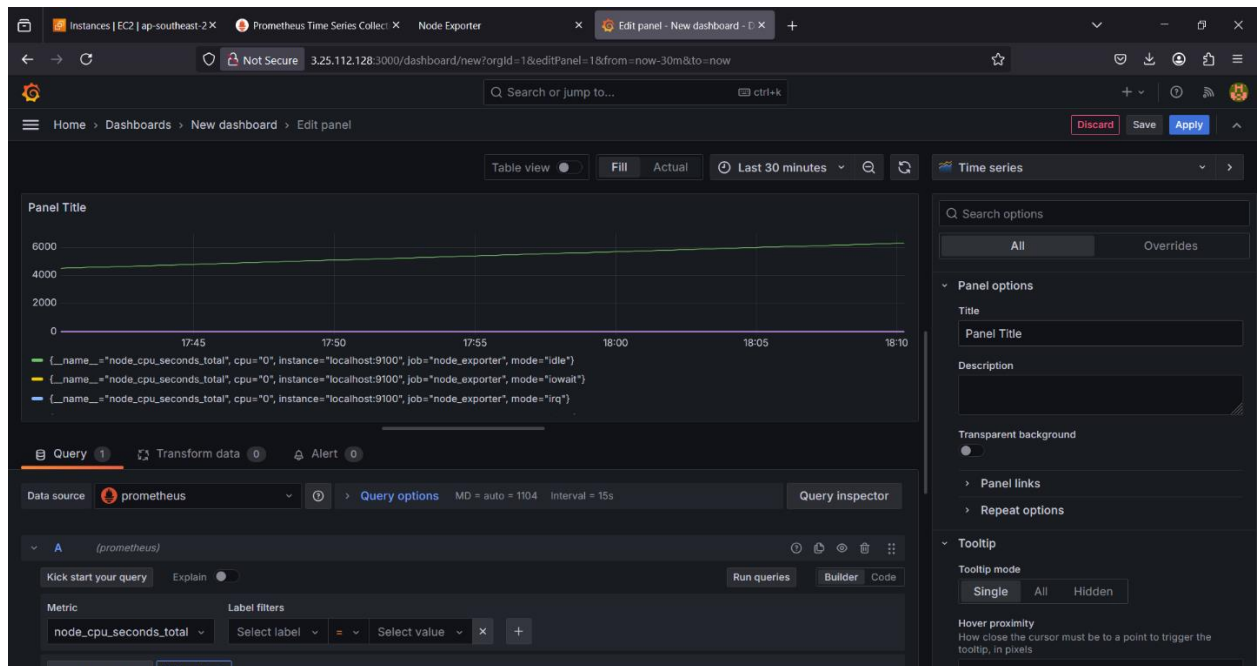 Instances | EC2 | ap-southeast-2
Prometheus Time Series Collecti
Node Exporter
Edit panel - New dashboard - D
Not Secure 3.25.112.128:3000/dashboard/new?orgId=1&editPanel=1&from=now-30m&to=now
Search or jump to... ctrl+k
Home › Dashboards › New dashboard › Edit panel
Discard Save Apply
Table view Fill Actual Last 30 minutes
Time series
Panel Title
6000
4000
2000
0
17:45 17:50 17:55 18:00 18:05 18:10
{__name__="node_cpu_seconds_total", cpu="0", instance="localhost:9100", job="node_exporter", mode="idle"}
{__name__="node_cpu_seconds_total", cpu="0", instance="localhost:9100", job="node_exporter", mode="iowait"}
{__name__="node_cpu_seconds_total", cpu="0", instance="localhost:9100", job="node_exporter", mode="irq"}
Query 1 Transform data 0 Alert 0
Data source prometheus Query options MD = auto = 1104 Interval = 15s Query inspector
A (prometheus)
Kick start your query Explain Run queries Builder Code
Metric Label filters
node_cpu_seconds_total Select label = Select value
Search options
All Overrides
Panel options
Title
Panel Title
Description
Transparent background
Panel links
Repeat options
Tooltip
Tooltip mode
Single All Hidden
Hover proximity
How close the cursor must be to a point to trigger the
tooltip, in pixels